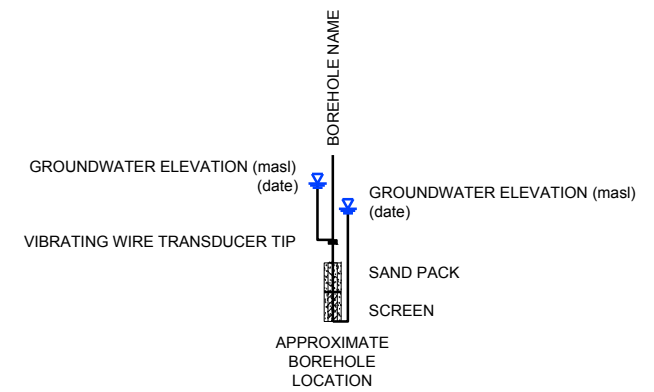 BOREHOLE NAME
GROUNDWATER ELEVATION (masl)
(date)
GROUNDWATER ELEVATION (masl)
(date)
VIBRATING WIRE TRANSDUCER TIP
SAND PACK
SCREEN
APPROXIMATE
BOREHOLE
LOCATION